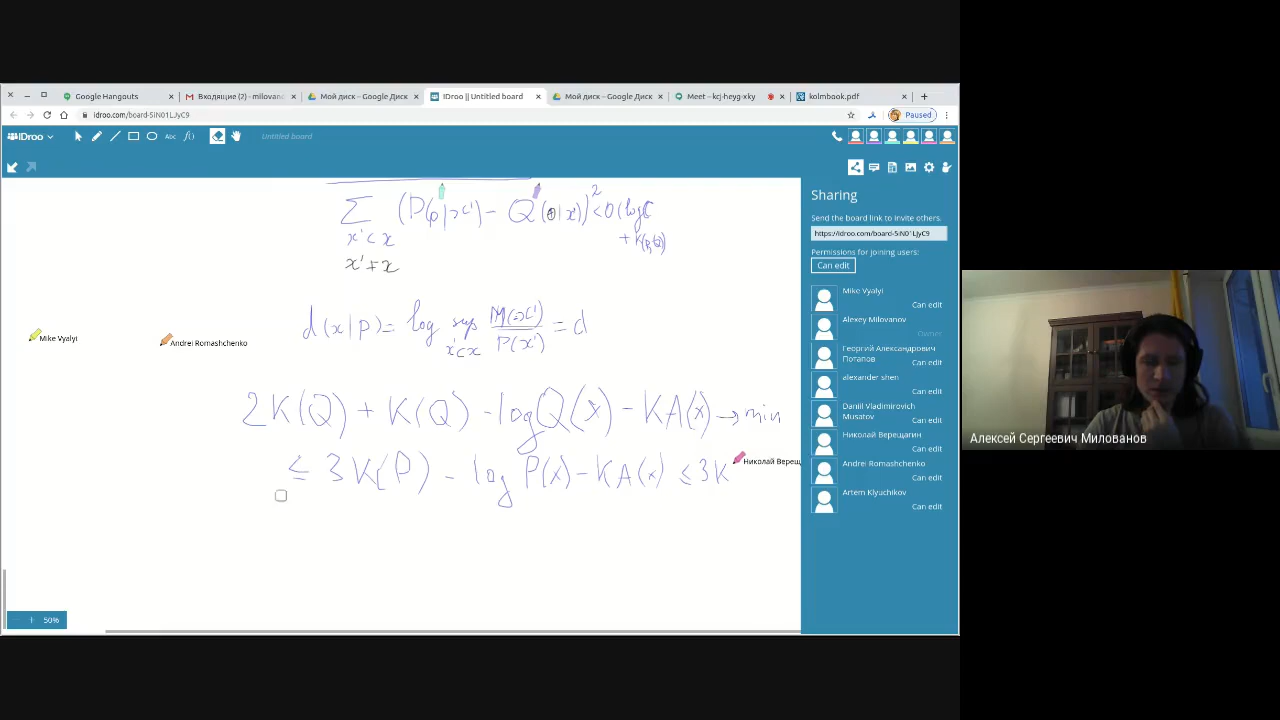 Google Hangouts
Входящие (2) - milovan
Мой диск – Google Диск
IDroo || Untitled board
Мой диск – Google Диск
Meet – kcj-heyg-xky
kolmbook.pdf
idroo.com/board-5iN01LJyC9
Paused
IDroo
Abc
f()
Untitled board
Sharing
Send the board link to invite others.
https://idroo.com/board-5iN01LJyC9
Permissions for joining users:
Can edit
Mike Vyalyi
Can edit
Alexey Milovanov
Owner
Георгий Александрович
Потапов
Can edit
alexander shen
Can edit
Daniil Vladimirovich
Musatov
Can edit
Николай Верещагин
Can edit
Andrei Romashchenko
Can edit
Artem Klyuchikov
Can edit
∑ (P(0|x') − Q(0|x'))² < O(log
x' < x
+ K(P,Q))
x' + x
d(x|P) = log sup M(x')/P(x') = d
x'⊂x
2K(Q) + K(Q) − log Q(x) − KA(x) → min
≤ 3K(P) − log P(x) − KA(x) ≤ 3K
Mike Vyalyi
Andrei Romashchenko
Николай Верещ
50%
Алексей Сергеевич Милованов